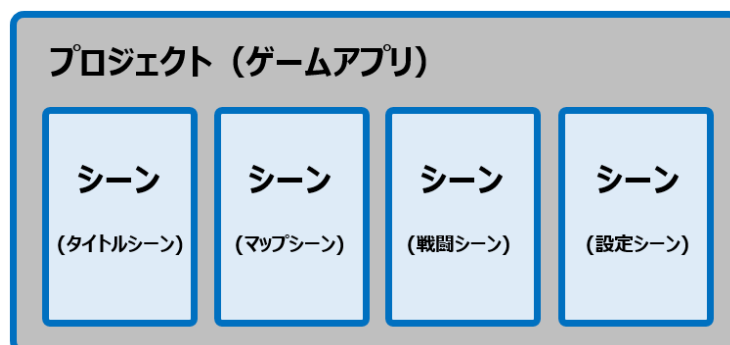 プロジェクト（ゲームアプリ）
シーン
(タイトルシーン)
シーン
(マップシーン)
シーン
(戦闘シーン)
シーン
(設定シーン)